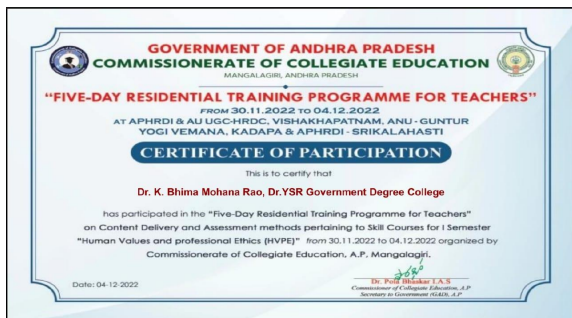 GOVERNMENT OF ANDHRA PRADESH
COMMISSIONERATE OF COLLEGIATE EDUCATION
MANGALAGIRI, ANDHRA PRADESH
“FIVE-DAY RESIDENTIAL TRAINING PROGRAMME FOR TEACHERS”
FROM 30.11.2022 TO 04.12.2022
AT APHRDI & AU UGC-HRDC, VISHAKHAPATNAM, ANU - GUNTUR
YOGI VEMANA, KADAPA & APHRDI - SRIKALAHASTI
CERTIFICATE OF PARTICIPATION
This is to certify that
Dr. K. Bhima Mohana Rao, Dr.YSR Government Degree College
has participated in the “Five-Day Residential Training Programme for Teachers”
on Content Delivery and Assessment methods pertaining to Skill Courses for I Semester
“Human Values and professional Ethics (HVPE)” from 30.11.2022 to 04.12.2022 organized by
Commissionerate of Collegiate Education, A.P, Mangalagiri.
Date: 04-12-2022
Dr. Pola Bhaskar I.A.S
Commissioner of Collegiate Education, A.P
Secretary to Government (GAD), A.P